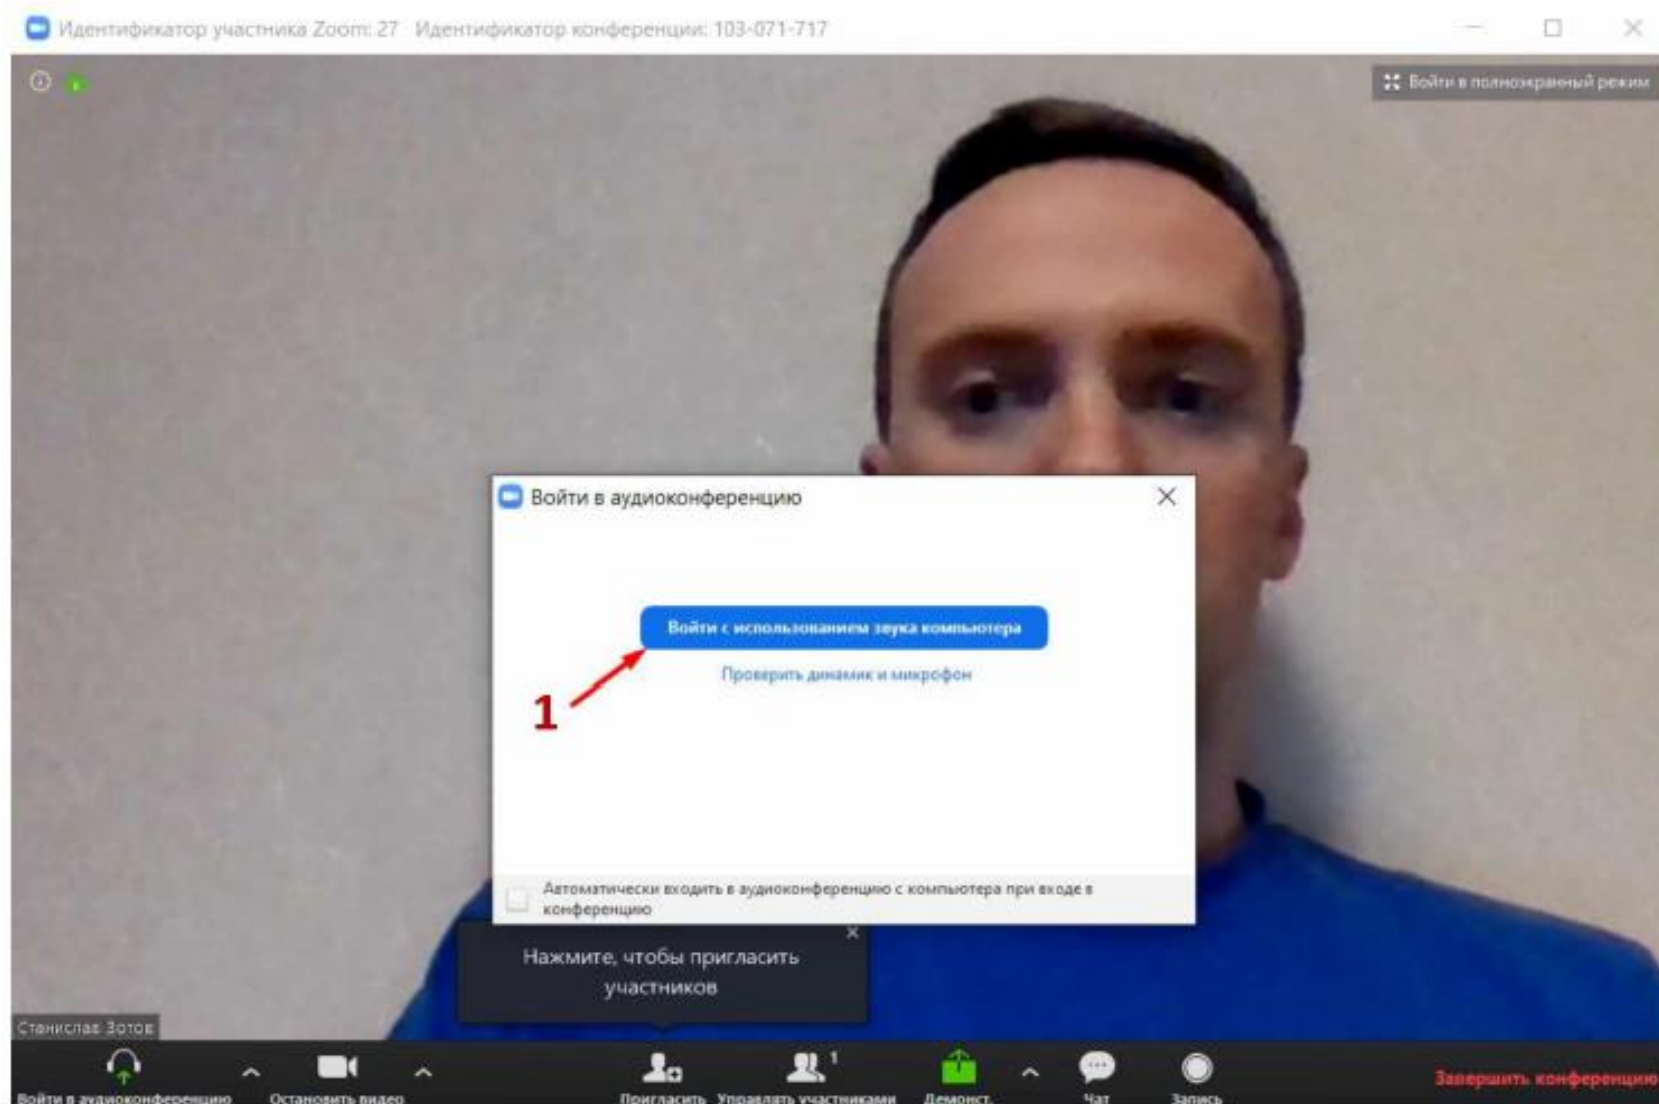 Идентификатор участника Zoom: 27 Идентификатор конференции: 103-071-717
Войти в полноэкранный режим
Войти в аудиоконференцию
Войти с использованием звука компьютера
Проверить динамик и микрофон
1
Автоматически входить в аудиоконференцию с компьютера при входе в
конференцию
Нажмите, чтобы пригласить
участников
Станислав Зотов
1
Войти в аудиоконференцию Остановить видео Пригласить Управлять участниками Демонст. Чат Запись Завершить конференцию